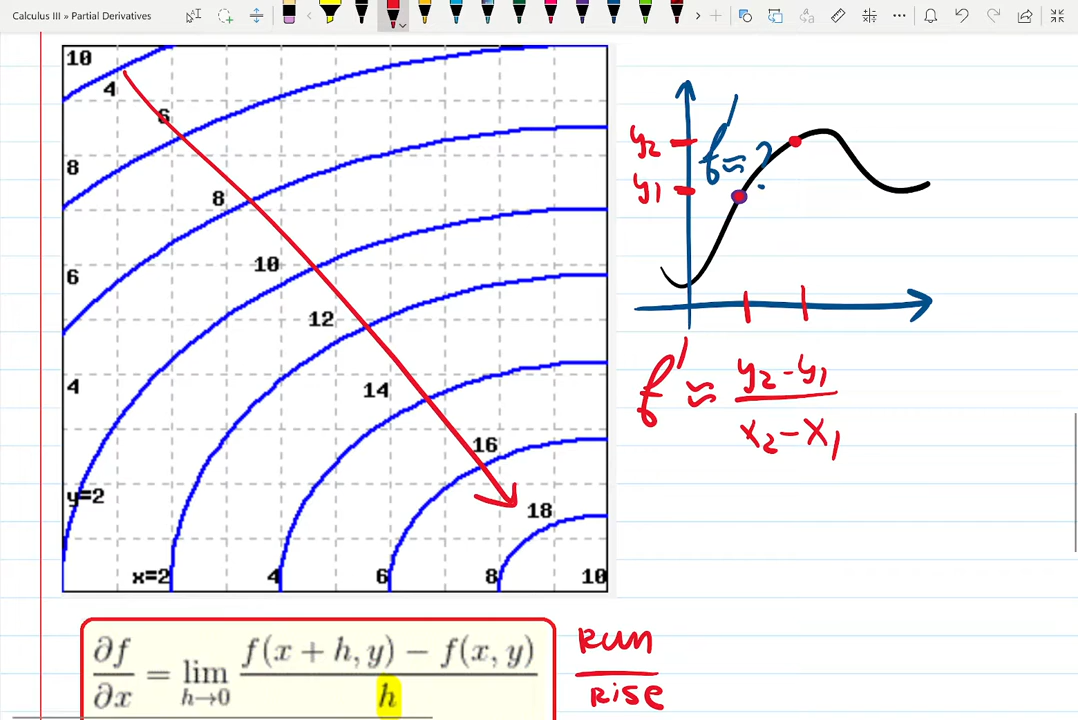 Calculus III » Partial Derivatives
10
4
6
8
8
10
6
12
4
14
16
y=2
18
x=2 4 6 8 10
y2
y1
f' ≈ ?
f' ≈ y2-y1
x2-x1
∂f/∂x = lim h→0 f(x + h, y) − f(x, y)
h
Run
Rise